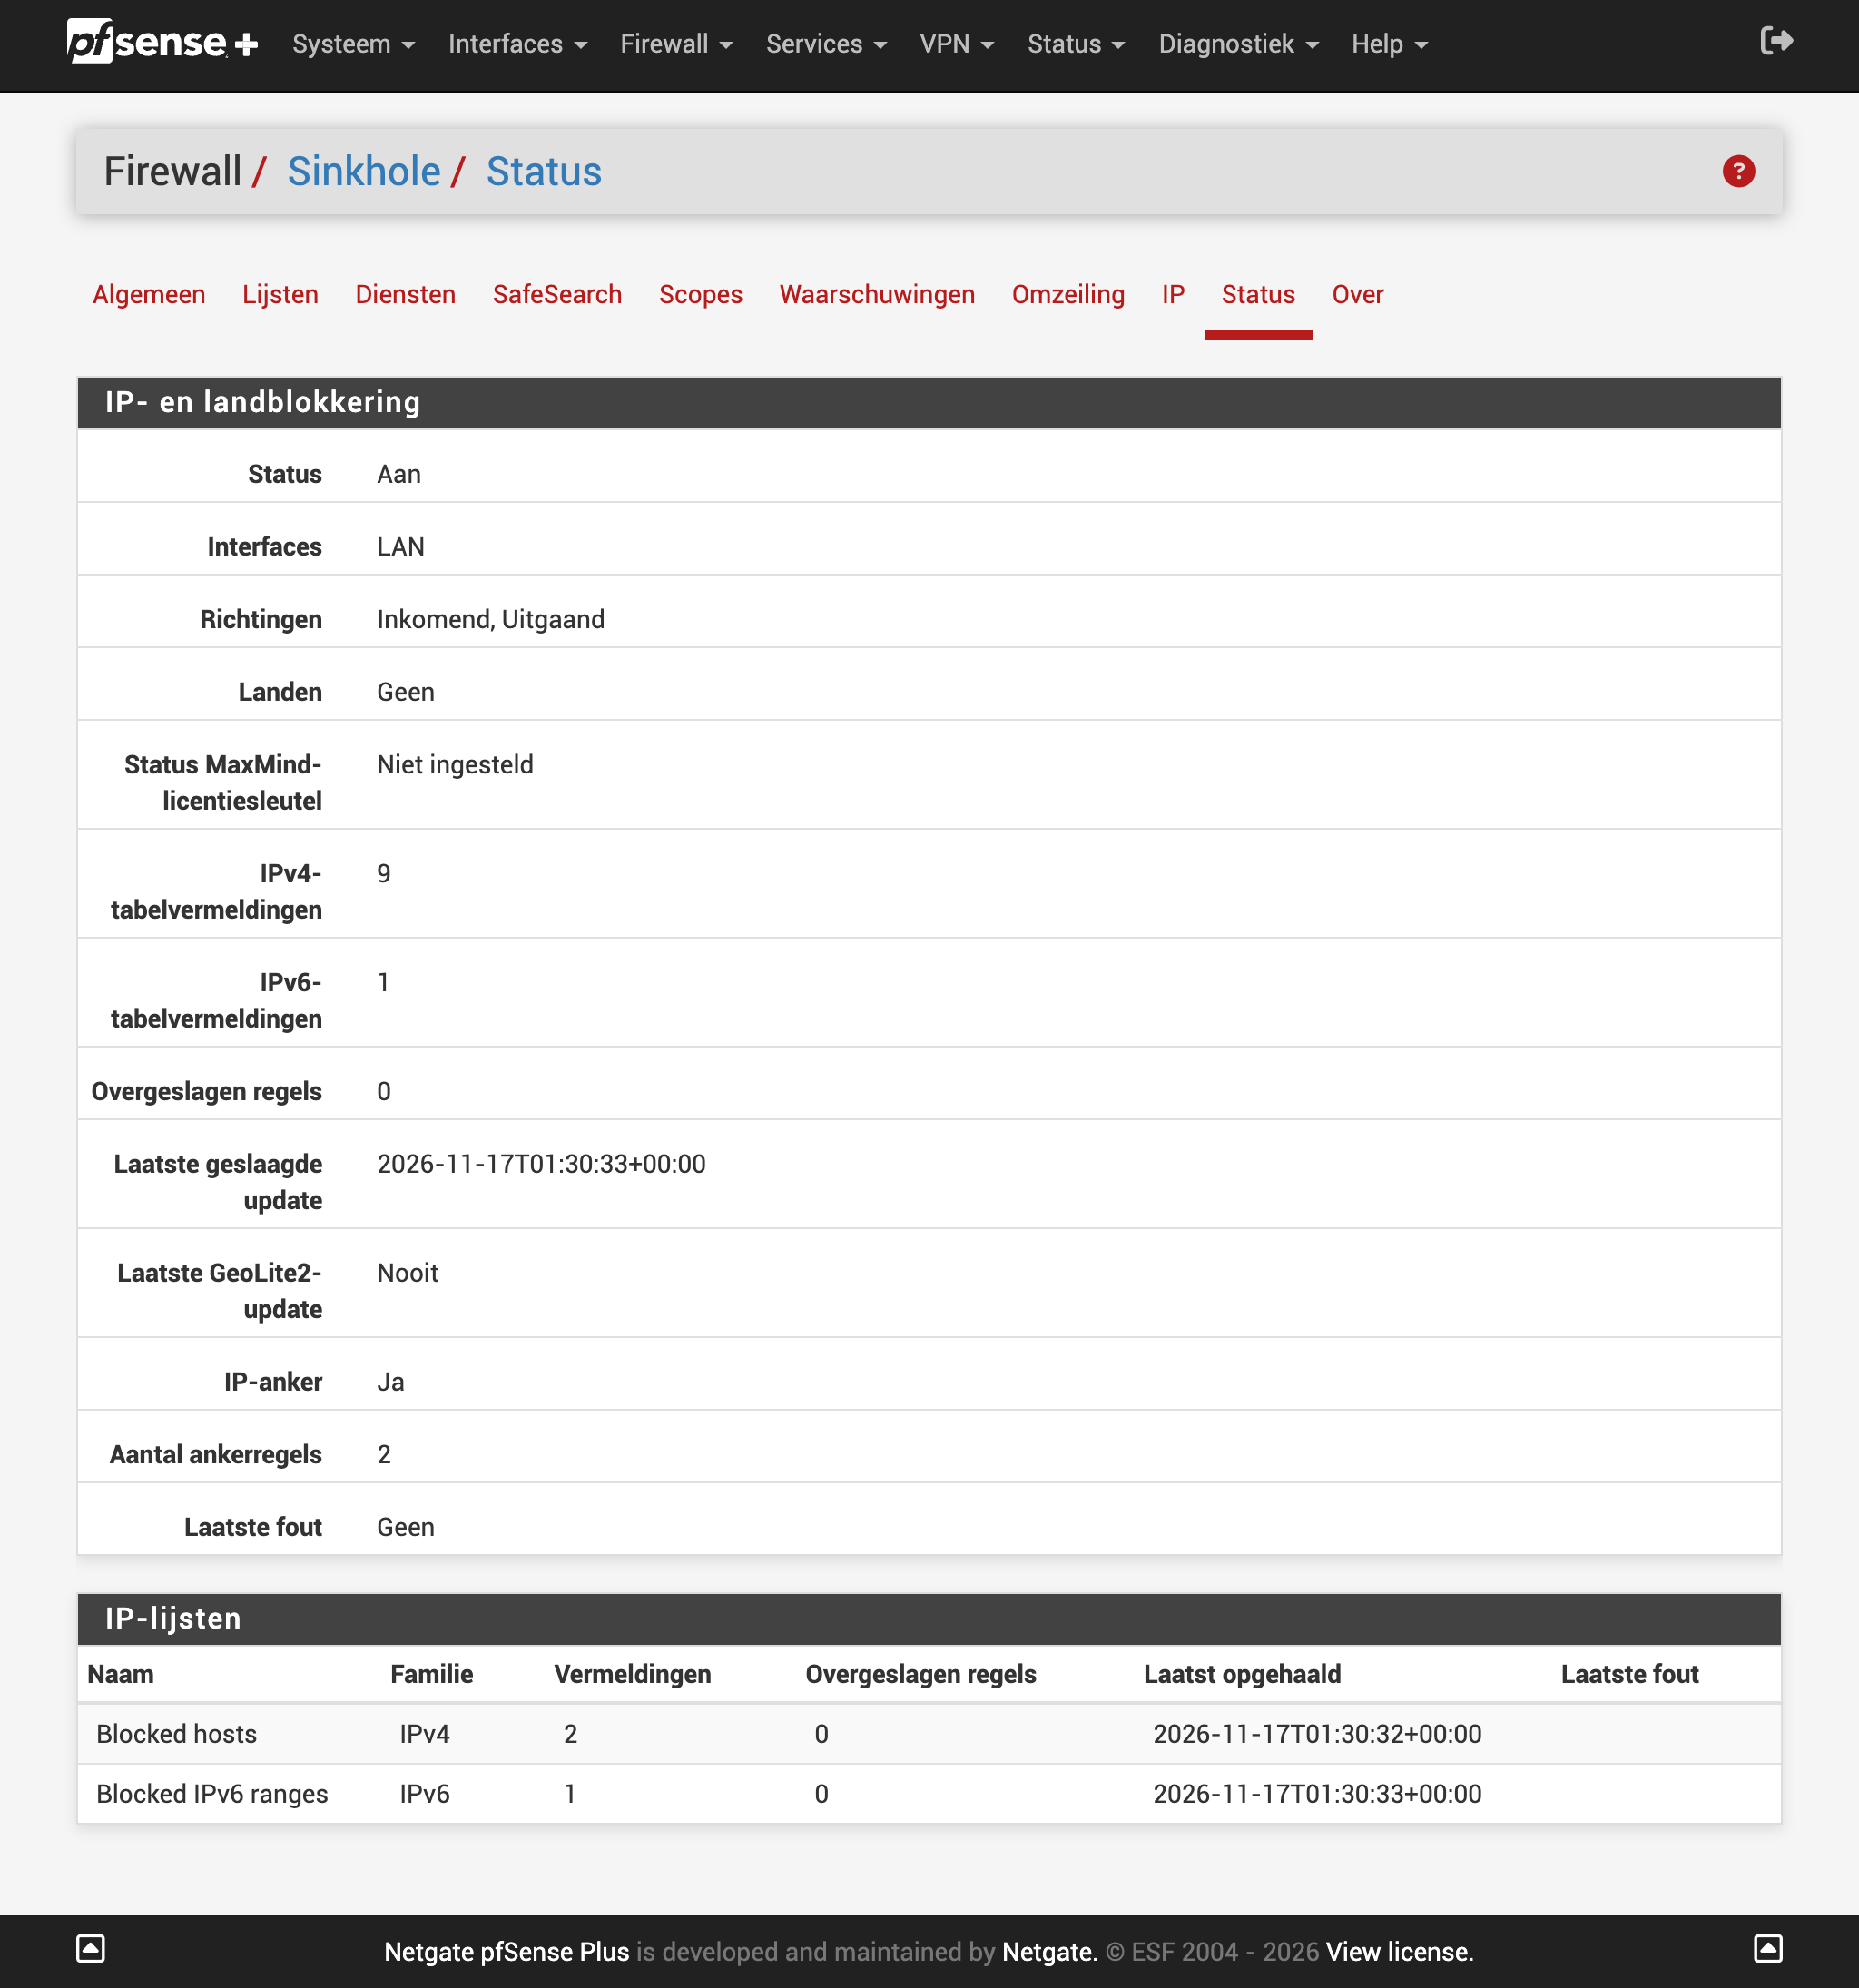 pfsense+ Systeem Interfaces Firewall Services VPN Status Diagnostiek Help
Firewall / Sinkhole / Status
?
Algemeen Lijsten Diensten SafeSearch Scopes Waarschuwingen Omzeiling IP Status Over
IP- en landblokkering
Status Aan
Interfaces LAN
Richtingen Inkomend, Uitgaand
Landen Geen
Status MaxMind- Niet ingesteld
licentiesleutel
IPv4- 9
tabelvermeldingen
IPv6- 1
tabelvermeldingen
Overgeslagen regels 0
Laatste geslaagde 2026-11-17T01:30:33+00:00
update
Laatste GeoLite2- Nooit
update
IP-anker Ja
Aantal ankerregels 2
Laatste fout Geen
IP-lijsten
Naam Familie Vermeldingen Overgeslagen regels Laatst opgehaald Laatste fout
Blocked hosts IPv4 2 0 2026-11-17T01:30:32+00:00
Blocked IPv6 ranges IPv6 1 0 2026-11-17T01:30:33+00:00
Netgate pfSense Plus is developed and maintained by Netgate. © ESF 2004 - 2026 View license.